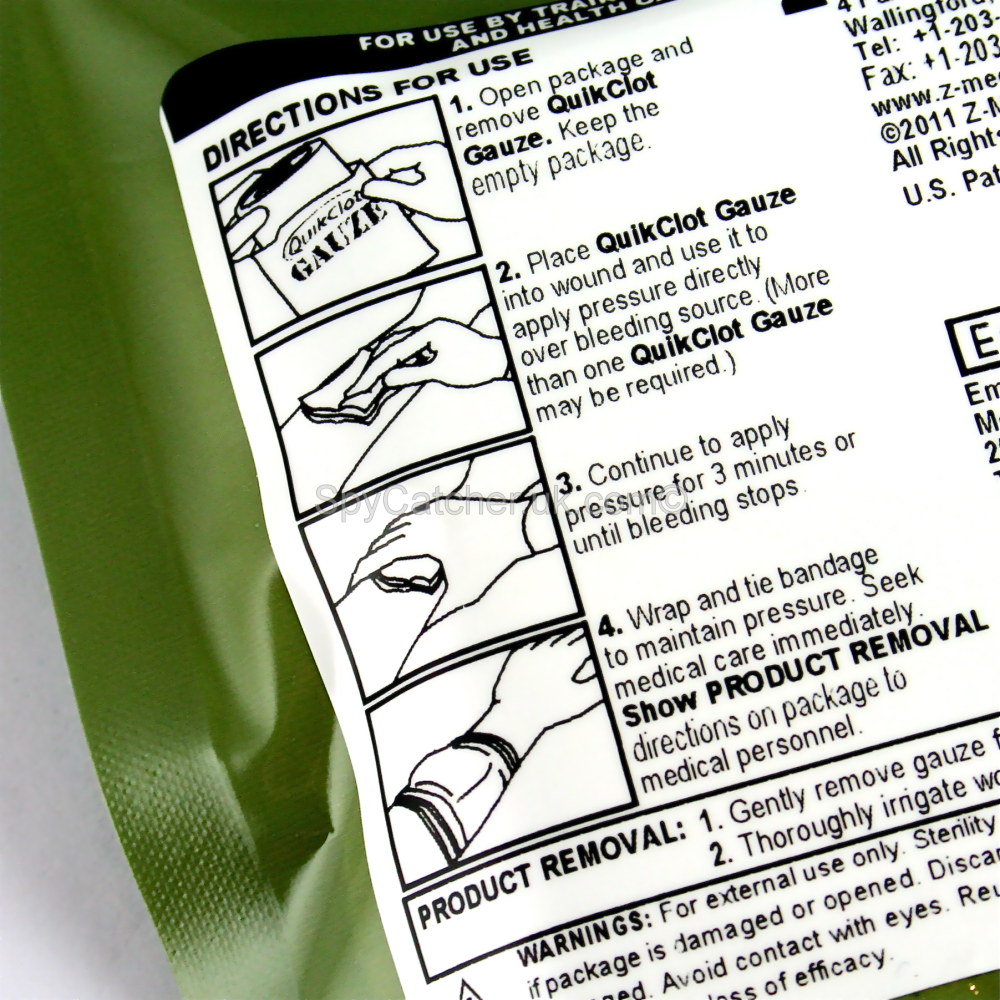 FOR USE BY
AND HEALTH
DIRECTIONS FOR USE
1. Open package and
remove QuikClot
Gauze. Keep the
empty package.
QuikClot
GAUZE
2. Place QuikClot Gauze
into wound and use it to
apply pressure directly
over bleeding source. (More
than one QuikClot Gauze
may be required.)
3. Continue to apply
pressure for 3 minutes or
until bleeding stops.
4. Wrap and tie bandage
to maintain pressure. Seek
medical care immediately.
Show PRODUCT REMOVAL
directions on package to
medical personnel.
PRODUCT REMOVAL: 1. Gently remove gauze
2. Thoroughly irrigate
WARNINGS: For external use only. Sterility
if package is damaged or opened.
Avoid contact with eyes.
of efficacy.
4
Wallingford,
Tel: +1-203-
Fax: +1-203
www.z-me
©2011 Z-M
All Right
U.S. Pat
E
Em
M
2
SpyCatcher.uk.com©